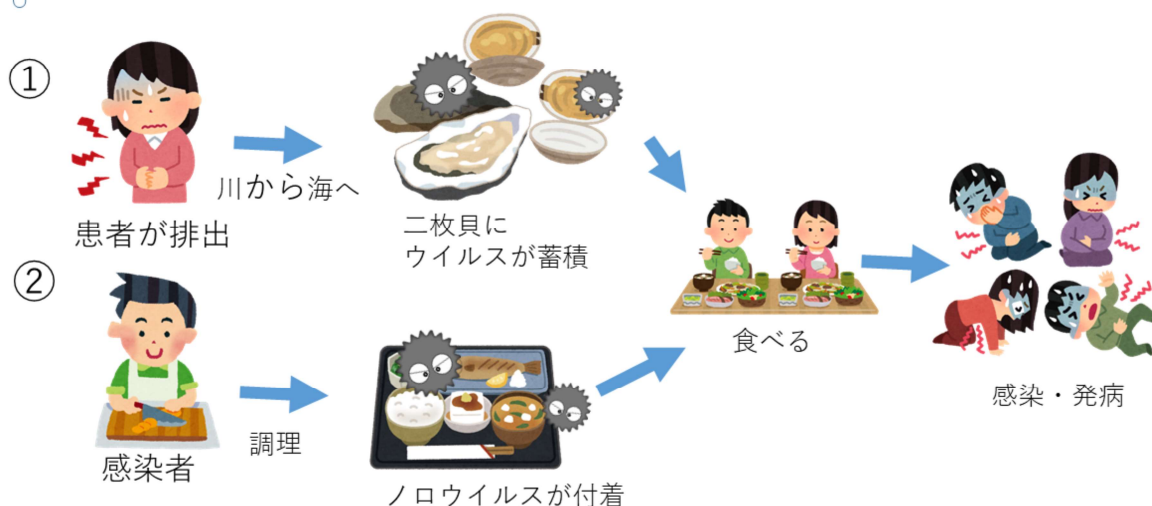 ①
患者が排出
川から海へ
二枚貝に
ウイルスが蓄積
②
感染者
調理
ノロウイルスが付着
食べる
感染・発病